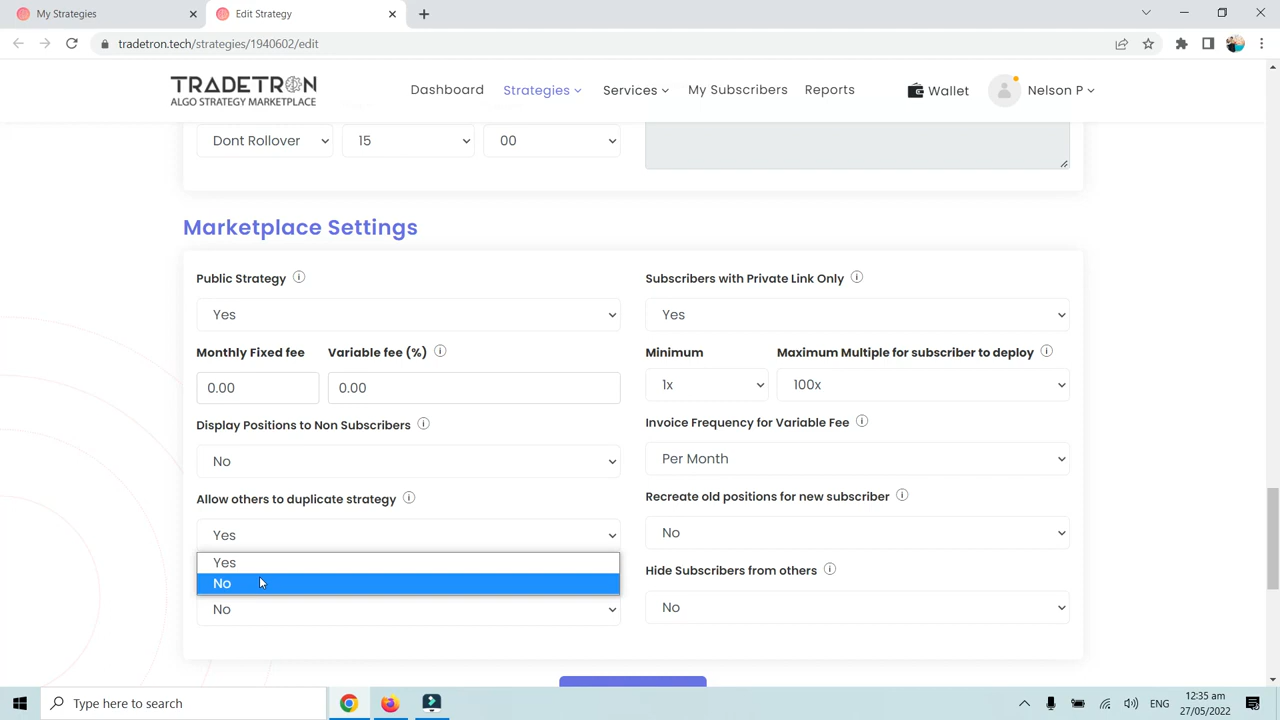 My Strategies
Edit Strategy
tradetron.tech/strategies/1940602/edit
TRADETRON
ALGO STRATEGY MARKETPLACE
Dashboard
Strategies
Services
My Subscribers
Reports
Wallet
Nelson P
Dont Rollover
15
00
Marketplace Settings
Public Strategy
Yes
Subscribers with Private Link Only
Yes
Monthly Fixed fee
Variable fee (%)
0.00
0.00
Minimum
Maximum Multiple for subscriber to deploy
1x
100x
Display Positions to Non Subscribers
No
Invoice Frequency for Variable Fee
Per Month
Allow others to duplicate strategy
Yes
Yes
No
No
Recreate old positions for new subscriber
No
Hide Subscribers from others
No
Type here to search
ENG
12:35 am
27/05/2022